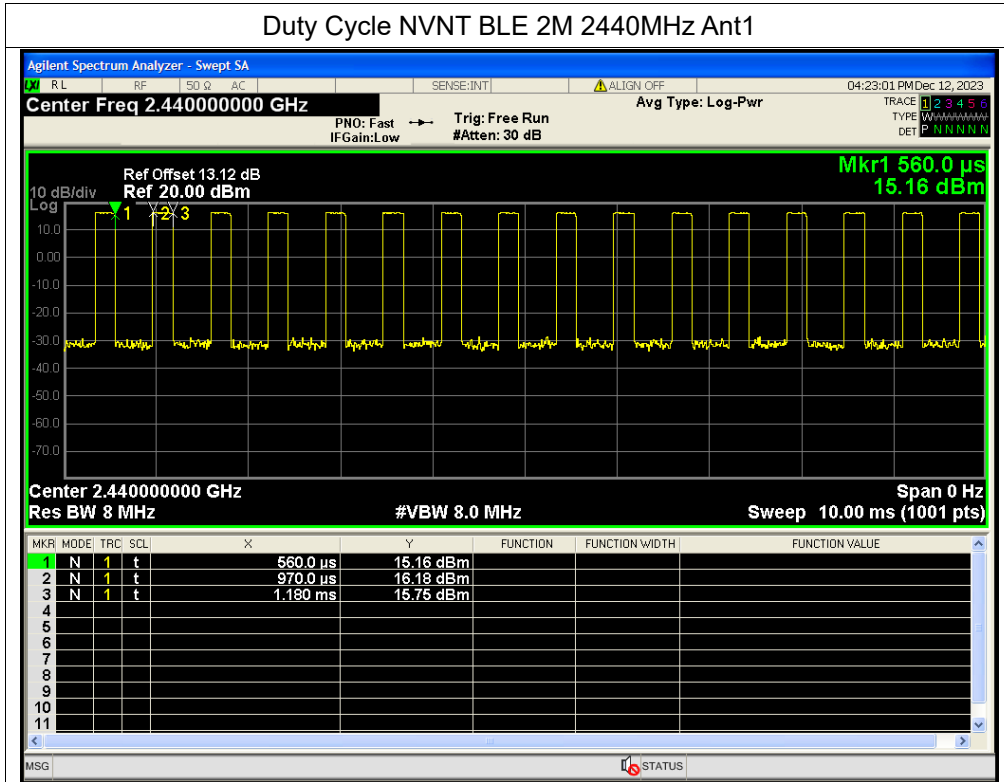 Duty Cycle NVNT BLE 2M 2440MHz Ant1
Agilent Spectrum Analyzer - Swept SA
LXI RL RF 50 Ω AC SENSE:INT ALIGN OFF 04:23:01 PM Dec 12, 2023
Center Freq 2.440000000 GHz
PNO: Fast
IFGain:Low
Trig: Free Run
#Atten: 30 dB
Avg Type: Log-Pwr
TRACE 1 2 3 4 5 6
TYPE WWWWWW
DET P N N N N N
Mkr1 560.0 µs
15.16 dBm
Ref Offset 13.12 dB
10 dB/div Ref 20.00 dBm
Log
1 2 3
10.0
0.00
-10.0
-20.0
-30.0
-40.0
-50.0
-60.0
-70.0
Center 2.440000000 GHz Span 0 Hz
Res BW 8 MHz #VBW 8.0 MHz Sweep 10.00 ms (1001 pts)
MKR MODE TRC SCL X Y FUNCTION FUNCTION WIDTH FUNCTION VALUE
1 N 1 t 560.0 µs 15.16 dBm
2 N 1 t 970.0 µs 16.18 dBm
3 N 1 t 1.180 ms 15.75 dBm
4
5
6
7
8
9
10
11
MSG STATUS